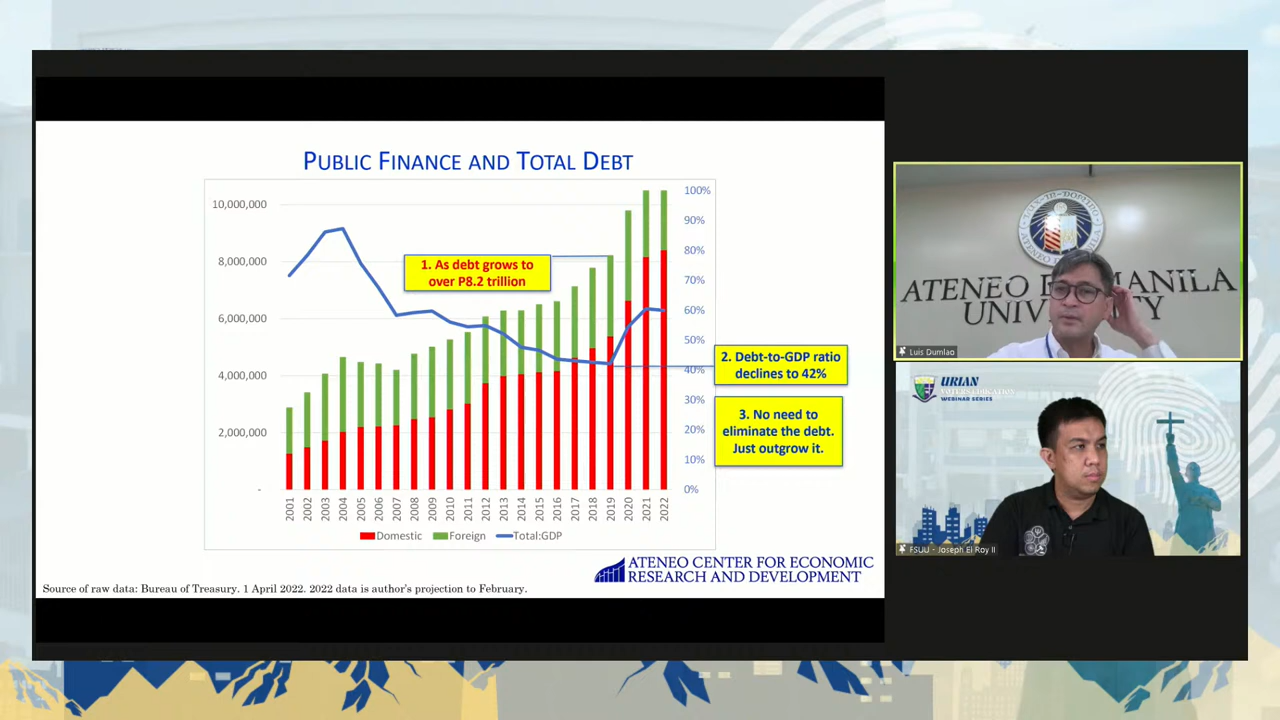 PUBLIC FINANCE AND TOTAL DEBT
10,000,000
8,000,000
6,000,000
4,000,000
2,000,000
-
100%
90%
80%
70%
60%
50%
40%
30%
20%
10%
0%
1. As debt grows to
over P8.2 trillion
2. Debt-to-GDP ratio
declines to 42%
3. No need to
eliminate the debt.
Just outgrow it.
2001
2002
2003
2004
2005
2006
2007
2008
2009
2010
2011
2012
2013
2014
2015
2016
2017
2018
2019
2020
2021
2022
Domestic
Foreign
Total:GDP
ATENEO CENTER FOR ECONOMIC
RESEARCH AND DEVELOPMENT
Source of raw data: Bureau of Treasury. 1 April 2022. 2022 data is author's projection to February.
ATENEO MANILA
UNIVERSITY
Luis Dumlao
URIAN
VOTER'S EDUCATION
WEBINAR SERIES
FSUU - Joseph El Roy II